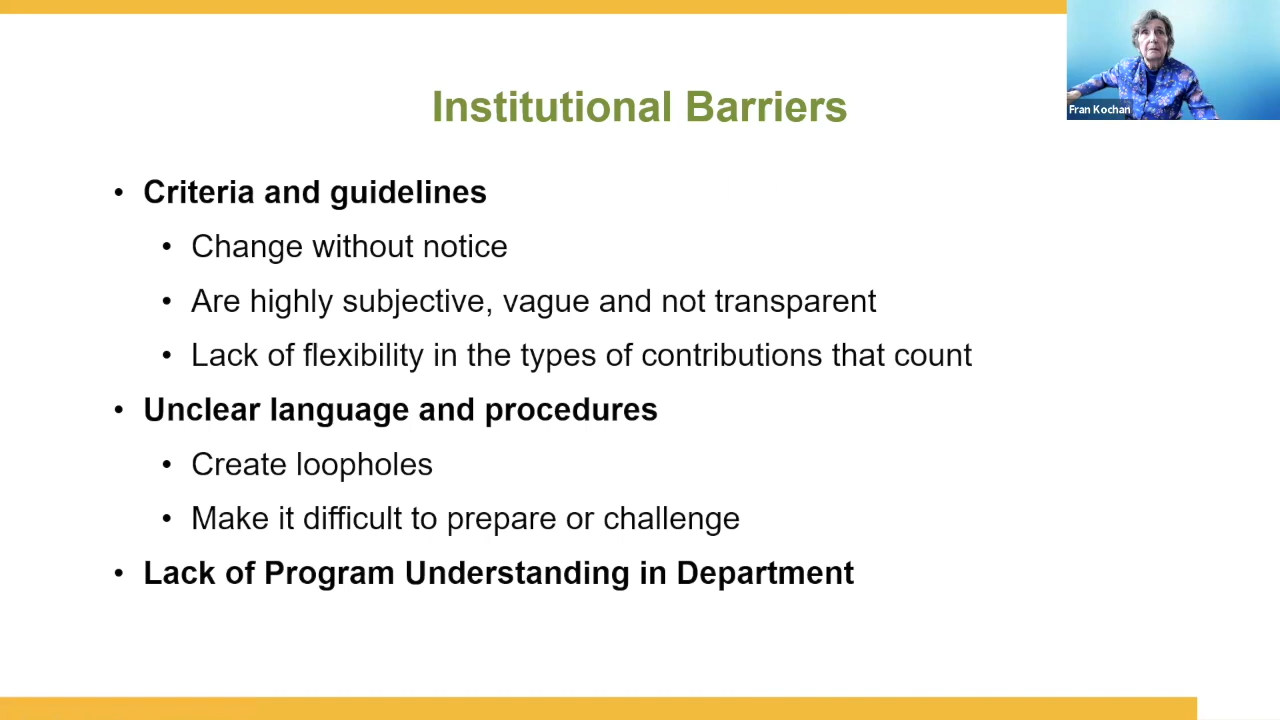 Institutional Barriers
Fran Kochan
• Criteria and guidelines
• Change without notice
• Are highly subjective, vague and not transparent
• Lack of flexibility in the types of contributions that count
• Unclear language and procedures
• Create loopholes
• Make it difficult to prepare or challenge
• Lack of Program Understanding in Department